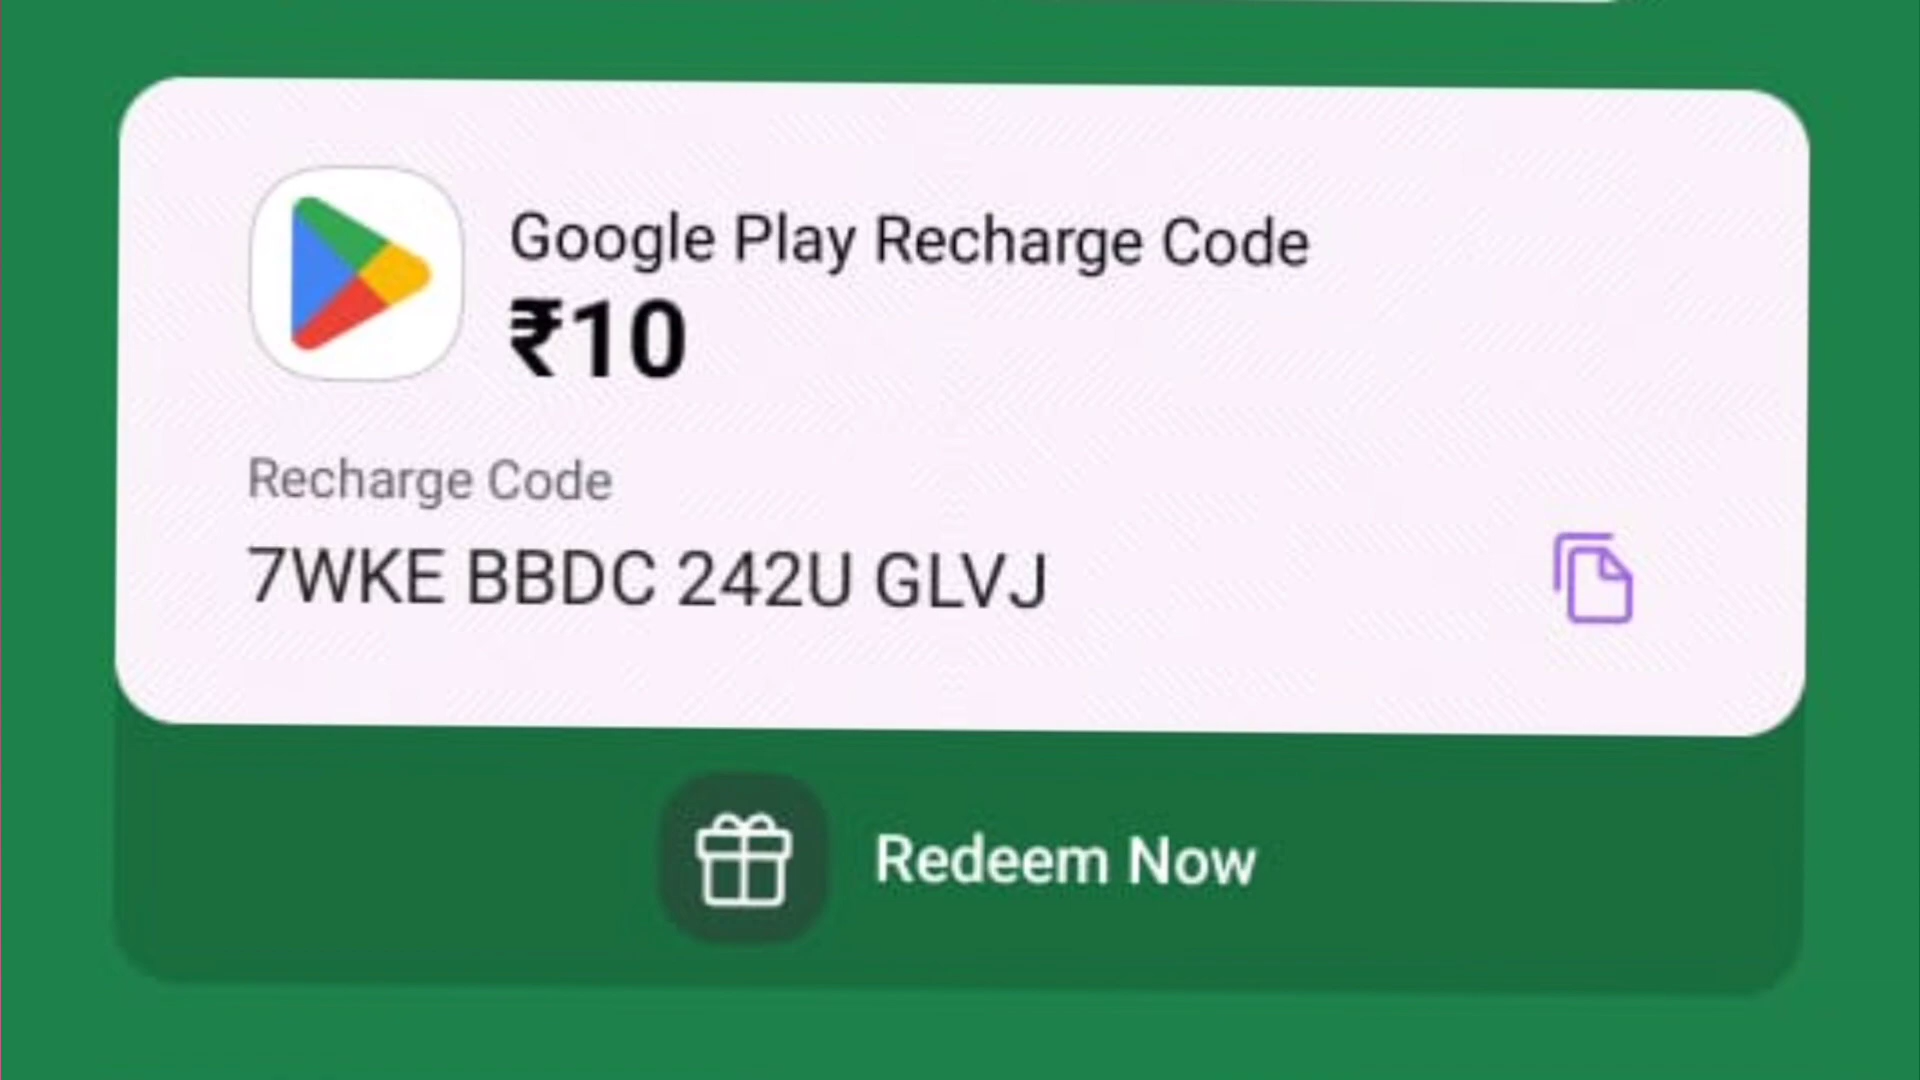 Google Play Recharge Code
₹10
Recharge Code
7WKE BBDC 242U GLVJ
Redeem Now